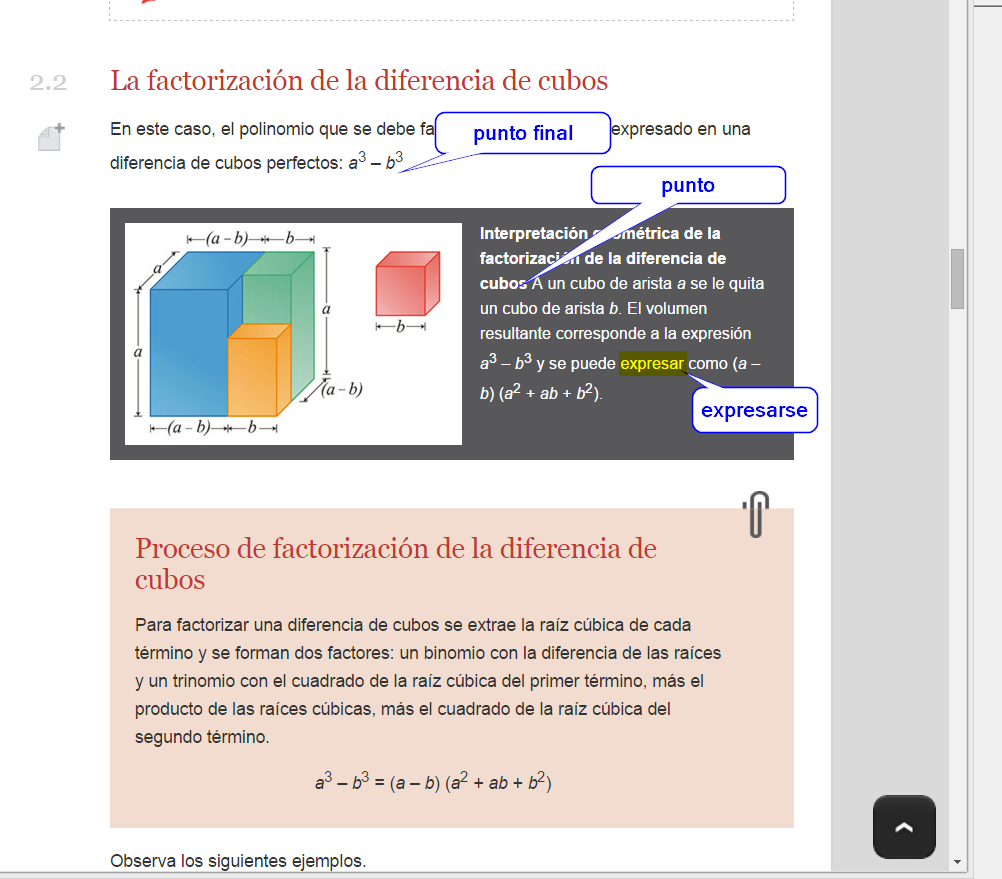 2.2 La factorización de la diferencia de cubos
En este caso, el polinomio que se debe fa punto final expresado en una
diferencia de cubos perfectos: a³ – b³
punto
(a – b) b
a
a
a
b
(a – b)
(a – b) b
Interpretación métrica de la
factorización de la diferencia de
cubos A un cubo de arista a se le quita
un cubo de arista b. El volumen
resultante corresponde a la expresión
a³ – b³ y se puede expresar como (a –
b) (a² + ab + b²).
expresarse
Proceso de factorización de la diferencia de
cubos
Para factorizar una diferencia de cubos se extrae la raíz cúbica de cada
término y se forman dos factores: un binomio con la diferencia de las raíces
y un trinomio con el cuadrado de la raíz cúbica del primer término, más el
producto de las raíces cúbicas, más el cuadrado de la raíz cúbica del
segundo término.
a³ – b³ = (a – b) (a² + ab + b²)
Observa los siguientes ejemplos.